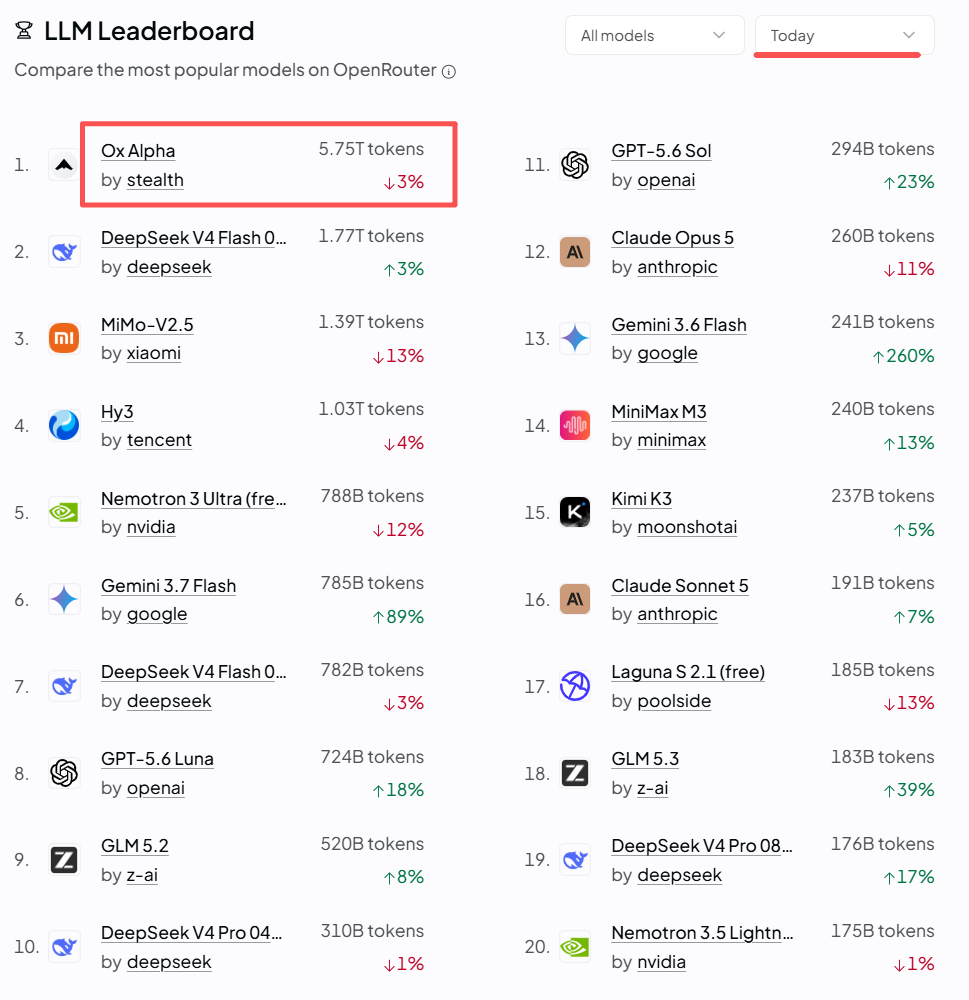 LLM Leaderboard
All models
Today
Compare the most popular models on OpenRouter
1.
Ox Alpha
5.75T tokens
by stealth
↓3%
2.
DeepSeek V4 Flash 0...
1.77T tokens
by deepseek
↑3%
3.
MiMo-V2.5
1.39T tokens
by xiaomi
↓13%
4.
Hy3
1.03T tokens
by tencent
↓4%
5.
Nemotron 3 Ultra (fre...
788B tokens
by nvidia
↓12%
6.
Gemini 3.7 Flash
785B tokens
by google
↑89%
7.
DeepSeek V4 Flash 0...
782B tokens
by deepseek
↓3%
8.
GPT-5.6 Luna
724B tokens
by openai
↑18%
9.
GLM 5.2
520B tokens
by z-ai
↑8%
10.
DeepSeek V4 Pro 04...
310B tokens
by deepseek
↓1%
11.
GPT-5.6 Sol
294B tokens
by openai
↑23%
12.
Claude Opus 5
260B tokens
by anthropic
↓11%
13.
Gemini 3.6 Flash
241B tokens
by google
↑260%
14.
MiniMax M3
240B tokens
by minimax
↑13%
15.
Kimi K3
237B tokens
by moonshotai
↑5%
16.
Claude Sonnet 5
191B tokens
by anthropic
↑7%
17.
Laguna S 2.1 (free)
185B tokens
by poolside
↓13%
18.
GLM 5.3
183B tokens
by z-ai
↑39%
19.
DeepSeek V4 Pro 08...
176B tokens
by deepseek
↑17%
20.
Nemotron 3.5 Lightn...
175B tokens
by nvidia
↓1%